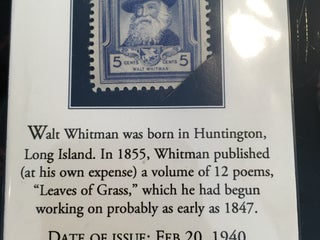 5 5
CENTS CENTS
WALT WHITMAN
Walt Whitman was born in Huntington,
Long Island. In 1855, Whitman published
(at his own expense) a volume of 12 poems,
“Leaves of Grass,” which he had begun
working on probably as early as 1847.
DATE OF ISSUE: FEB 20, 1940